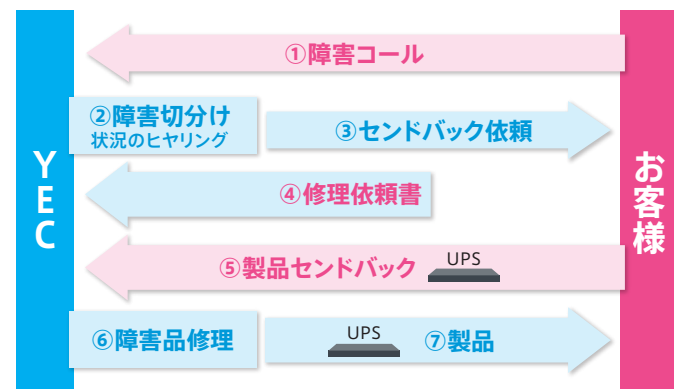 ①障害コール
②障害切分け
状況のヒヤリング
③センドバック依頼
YEC
お客様
④修理依頼書
⑤製品センドバック UPS
⑥障害品修理
UPS ⑦製品